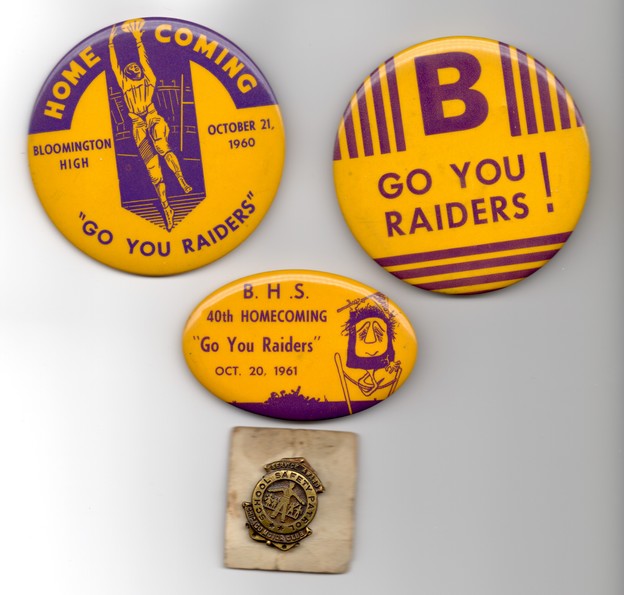 HOME COMING
BLOOMINGTON HIGH
OCTOBER 21, 1960
"GO YOU RAIDERS"
B
GO YOU
RAIDERS!
B. H .S.
40th HOMECOMING
"Go You Raiders"
OCT. 20. 1961
SCHOOL SAFETY PATROL